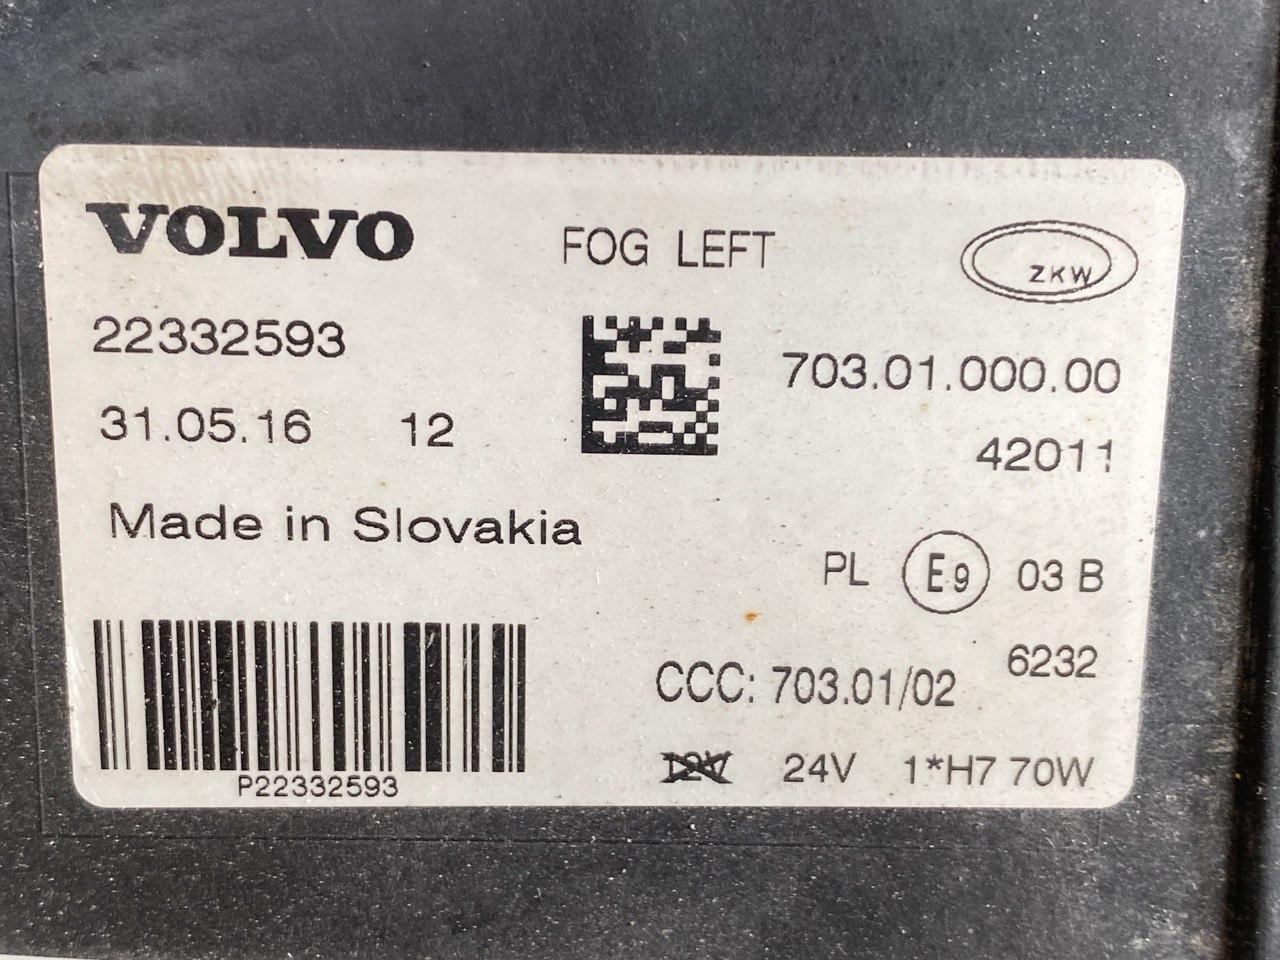 VOLVO FOG LEFT ZKW
22332593 703.01.000.00
31.05.16 12 42011
Made in Slovakia
PL E9 03 B
6232
CCC: 703.01/02
12V 24V 1*H7 70W
P22332593